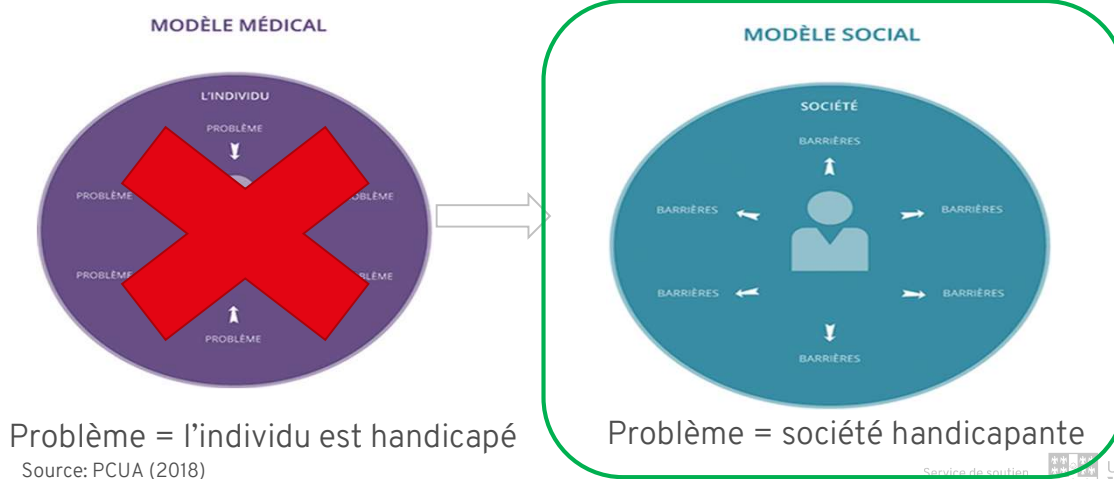 MODÈLE MÉDICAL
L'INDIVIDU
PROBLÈME
PROBLÈME
PROBLÈME
PROBLÈME
MODÈLE SOCIAL
SOCIÉTÉ
BARRIÈRES
BARRIÈRES
BARRIÈRES
BARRIÈRES
BARRIÈRES
BARRIÈRES
Problème = l'individu est handicapé
Source: PCUA (2018)
Problème = société handicapante
Service de soutien